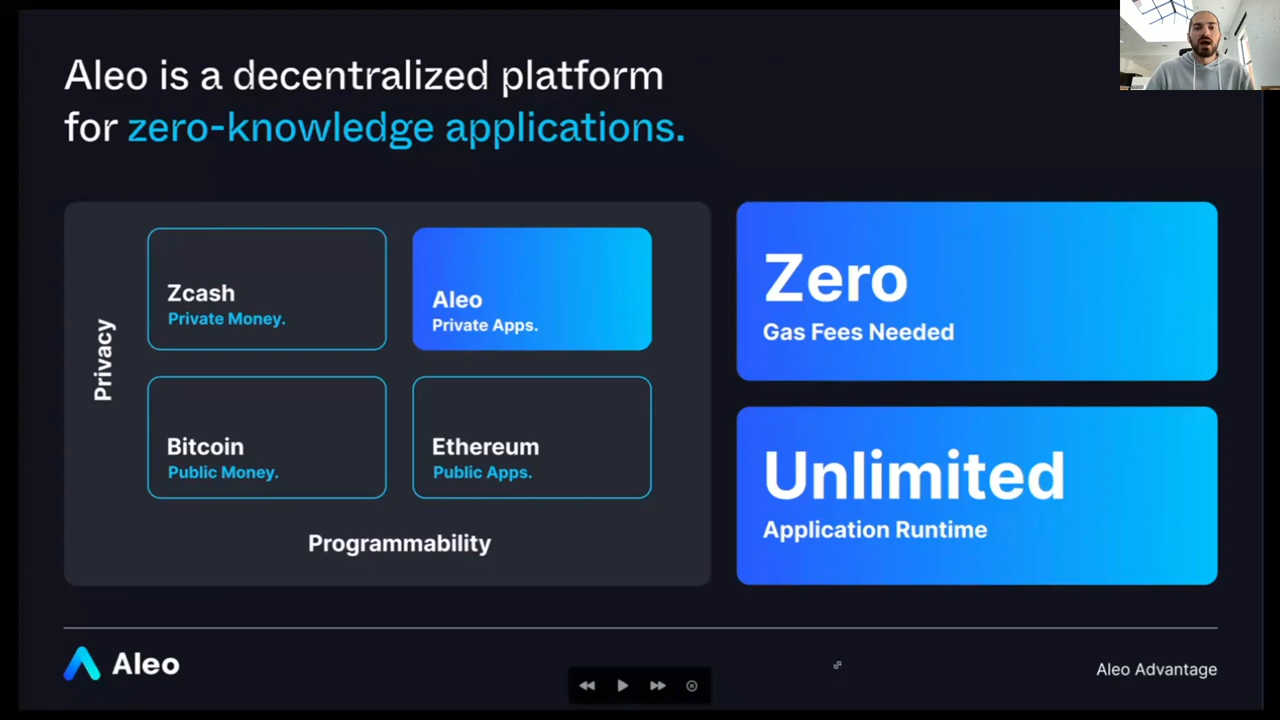 Aleo is a decentralized platform
for zero-knowledge applications.
Privacy
Zcash
Private Money.
Aleo
Private Apps.
Bitcoin
Public Money.
Ethereum
Public Apps.
Programmability
Zero
Gas Fees Needed
Unlimited
Application Runtime
Aleo
Aleo Advantage